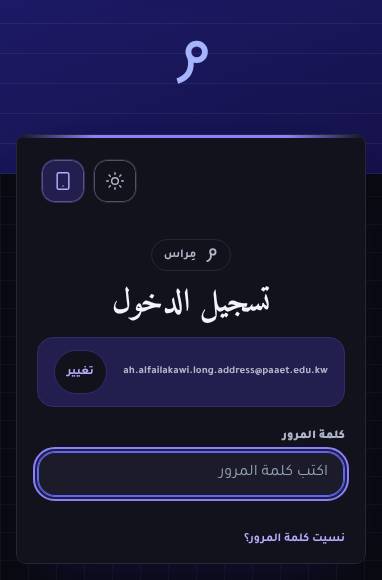 مِراس
تسجيل الدخول
ah.alfailakawi.long.address@paaet.edu.kw
تغيير
كلمة المرور
اكتب كلمة المرور
نسيت كلمة المرور؟